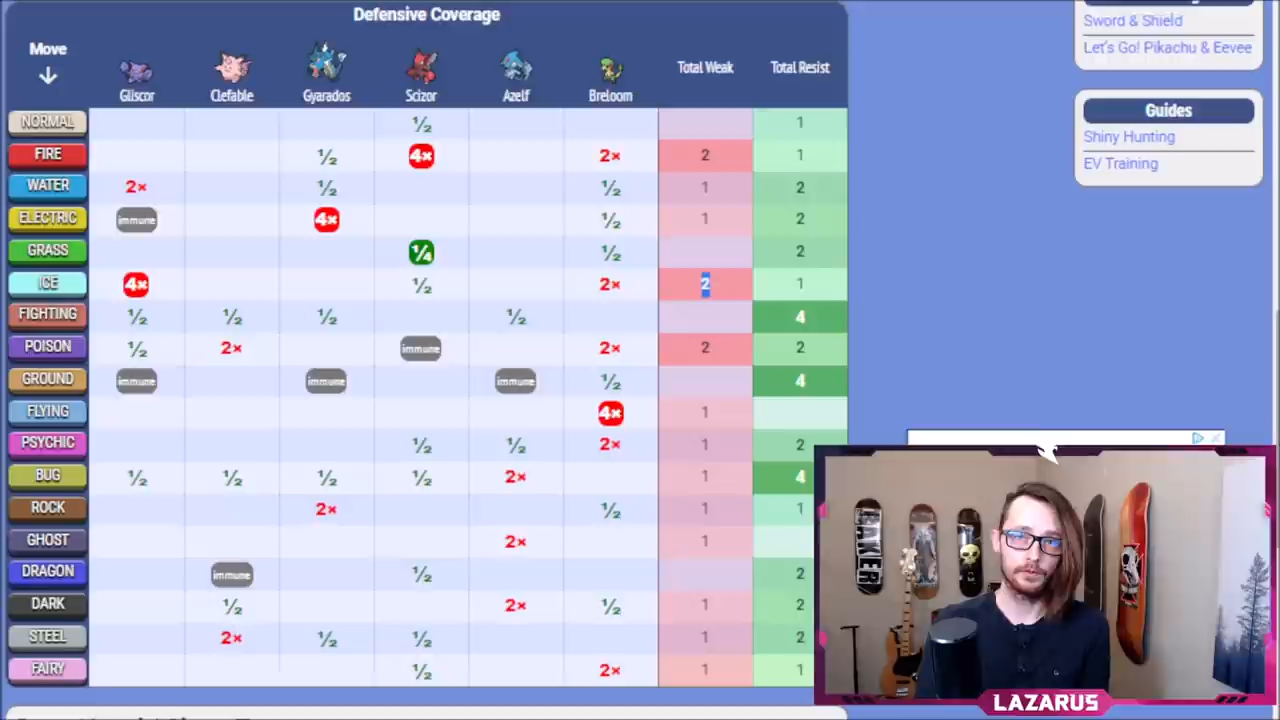 Defensive Coverage
Move
Gliscor Clefable Gyarados Scizor Azelf Breloom Total Weak Total Resist
NORMAL ½ 1
FIRE ½ 4× 2× 2 1
WATER 2× ½ ½ 1 2
ELECTRIC immune 4× ½ 1 2
GRASS ¼ ½ 2
ICE 4× ½ 2× 2 1
FIGHTING ½ ½ ½ ½ 4
POISON ½ 2× immune 2× 2 2
GROUND immune immune immune ½ 4
FLYING 4× 1
PSYCHIC ½ ½ 2× 1 2
BUG ½ ½ ½ ½ 2× 1 4
ROCK 2× ½ 1 1
GHOST 2× 1
DRAGON immune ½ 2
DARK ½ 2× ½ 1 2
STEEL 2× ½ ½ 1 2
FAIRY ½ 2× 1 1
Sword & Shield
Let's Go! Pikachu & Eevee
Guides
Shiny Hunting
EV Training
LAZARUS